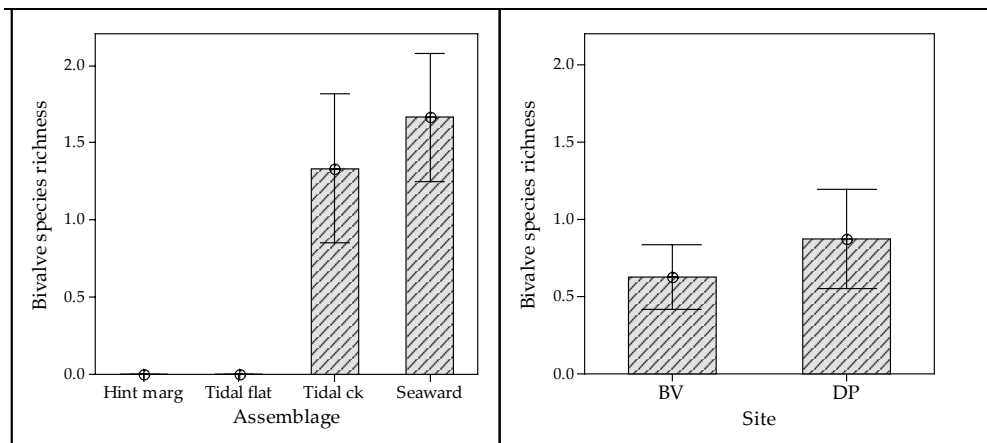 Bivalve species richness
2.0
1.5
1.0
0.5
0.0
Hint marg Tidal flat Tidal ck Seaward
Assemblage
Bivalve species richness
2.0
1.5
1.0
0.5
0.0
BV DP
Site